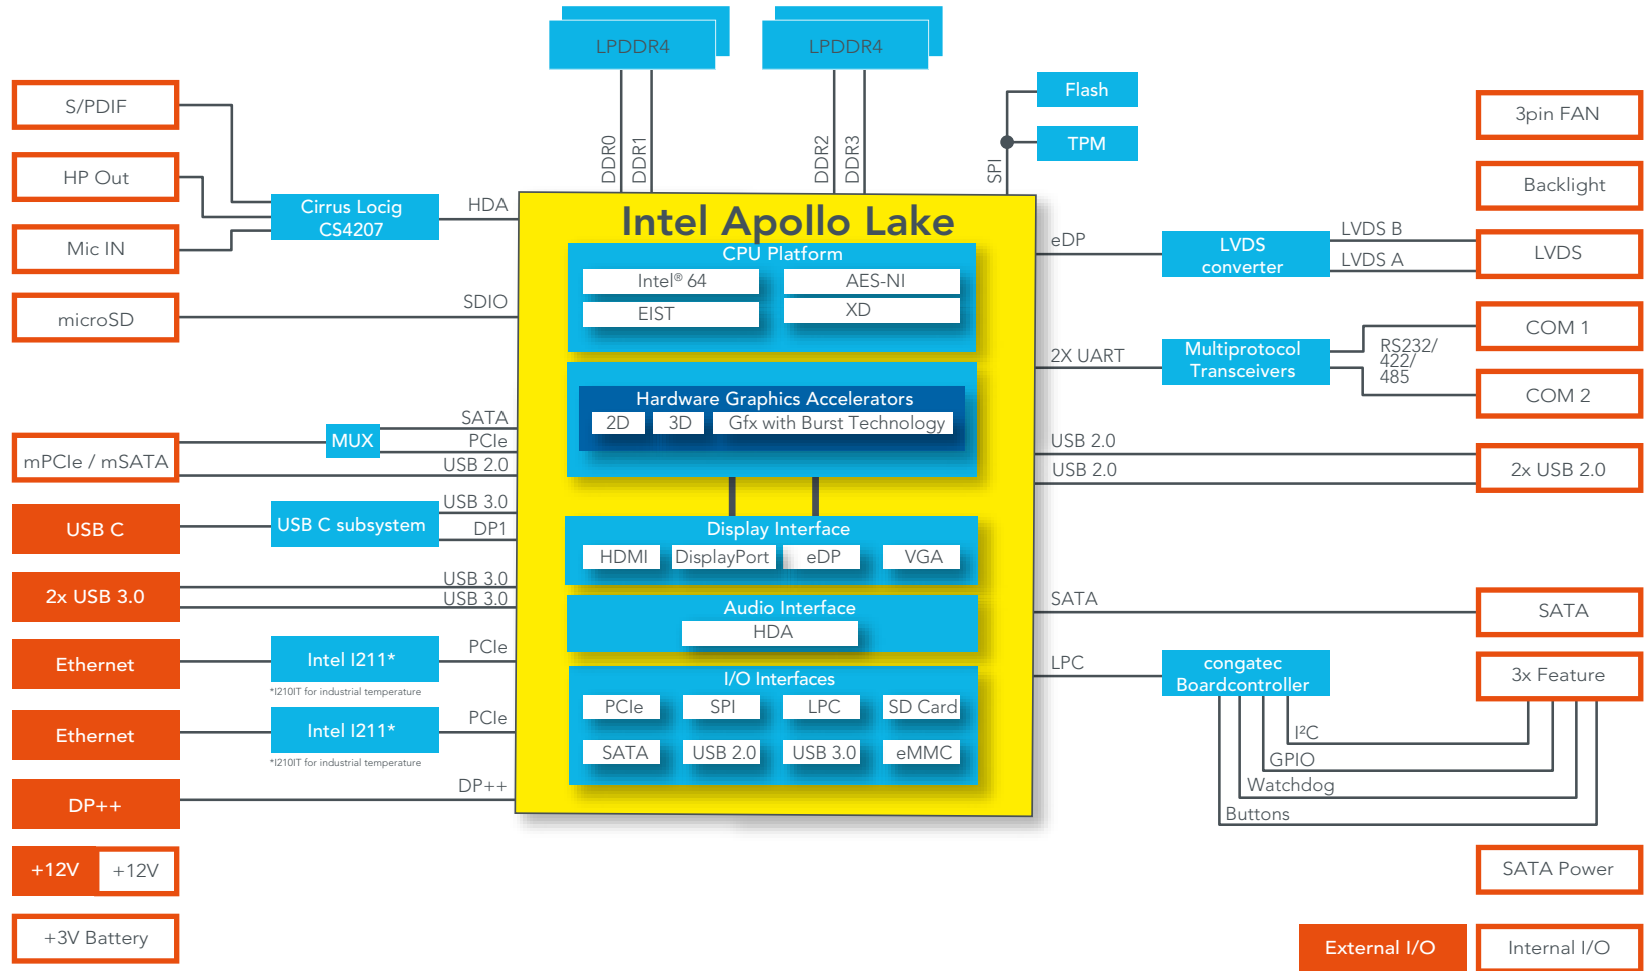 LPDDR4
LPDDR4
DDR0
DDR1
DDR2
DDR3
SPI
Flash
TPM
S/PDIF
HP Out
Mic IN
microSD
Cirrus Locig
CS4207
HDA
SDIO
mPCIe / mSATA
MUX
SATA
PCIe
USB 2.0
USB C
USB C subsystem
USB 3.0
DP1
2x USB 3.0
USB 3.0
USB 3.0
Ethernet
Intel I211*
*I210IT for industrial temperature
PCIe
Ethernet
Intel I211*
*I210IT for industrial temperature
PCIe
DP++
DP++
+12V
+12V
+3V Battery
Intel Apollo Lake
CPU Platform
Intel® 64
AES-NI
EIST
XD
Hardware Graphics Accelerators
2D
3D
Gfx with Burst Technology
Display Interface
HDMI
DisplayPort
eDP
VGA
Audio Interface
HDA
I/O Interfaces
PCIe
SPI
LPC
SD Card
SATA
USB 2.0
USB 3.0
eMMC
3pin FAN
Backlight
eDP
LVDS
converter
LVDS B
LVDS A
LVDS
2X UART
Multiprotocol
Transceivers
RS232/
422/
485
COM 1
COM 2
USB 2.0
USB 2.0
2x USB 2.0
SATA
SATA
LPC
congatec
Boardcontroller
3x Feature
I²C
GPIO
Watchdog
Buttons
SATA Power
External I/O
Internal I/O